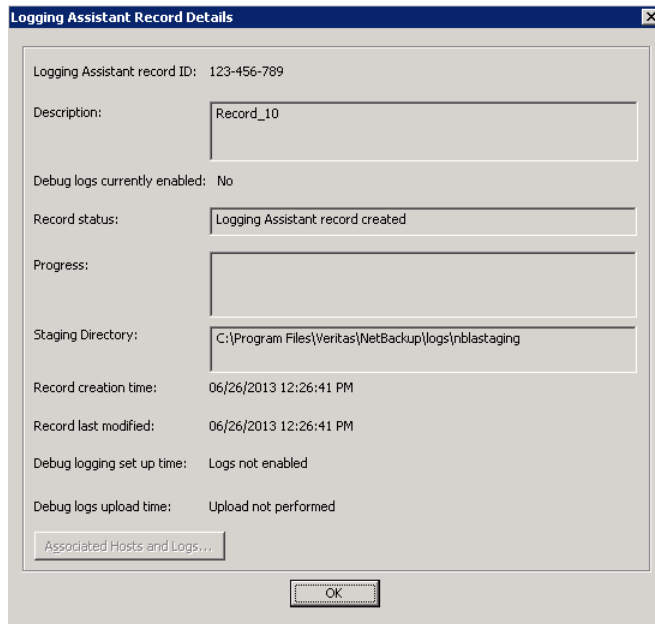 Logging Assistant Record Details
Logging Assistant record ID: 123-456-789
Description: Record_10
Debug logs currently enabled: No
Record status: Logging Assistant record created
Progress:
Staging Directory: C:\Program Files\Veritas\NetBackup\logs\nblastaging
Record creation time: 06/26/2013 12:26:41 PM
Record last modified: 06/26/2013 12:26:41 PM
Debug logging set up time: Logs not enabled
Debug logs upload time: Upload not performed
Associated Hosts and Logs...
OK